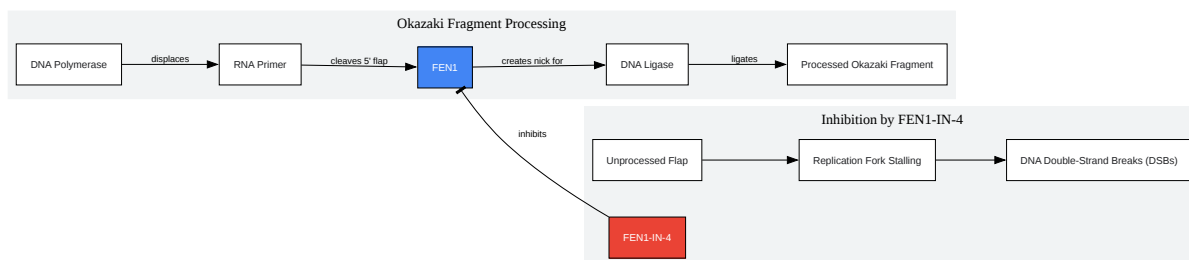 Okazaki Fragment Processing
DNA Polymerase
displaces
RNA Primer
cleaves 5' flap
FEN1
creates nick for
DNA Ligase
ligates
Processed Okazaki Fragment
inhibits
Inhibition by FEN1-IN-4
Unprocessed Flap
Replication Fork Stalling
DNA Double-Strand Breaks (DSBs)
FEN1-IN-4